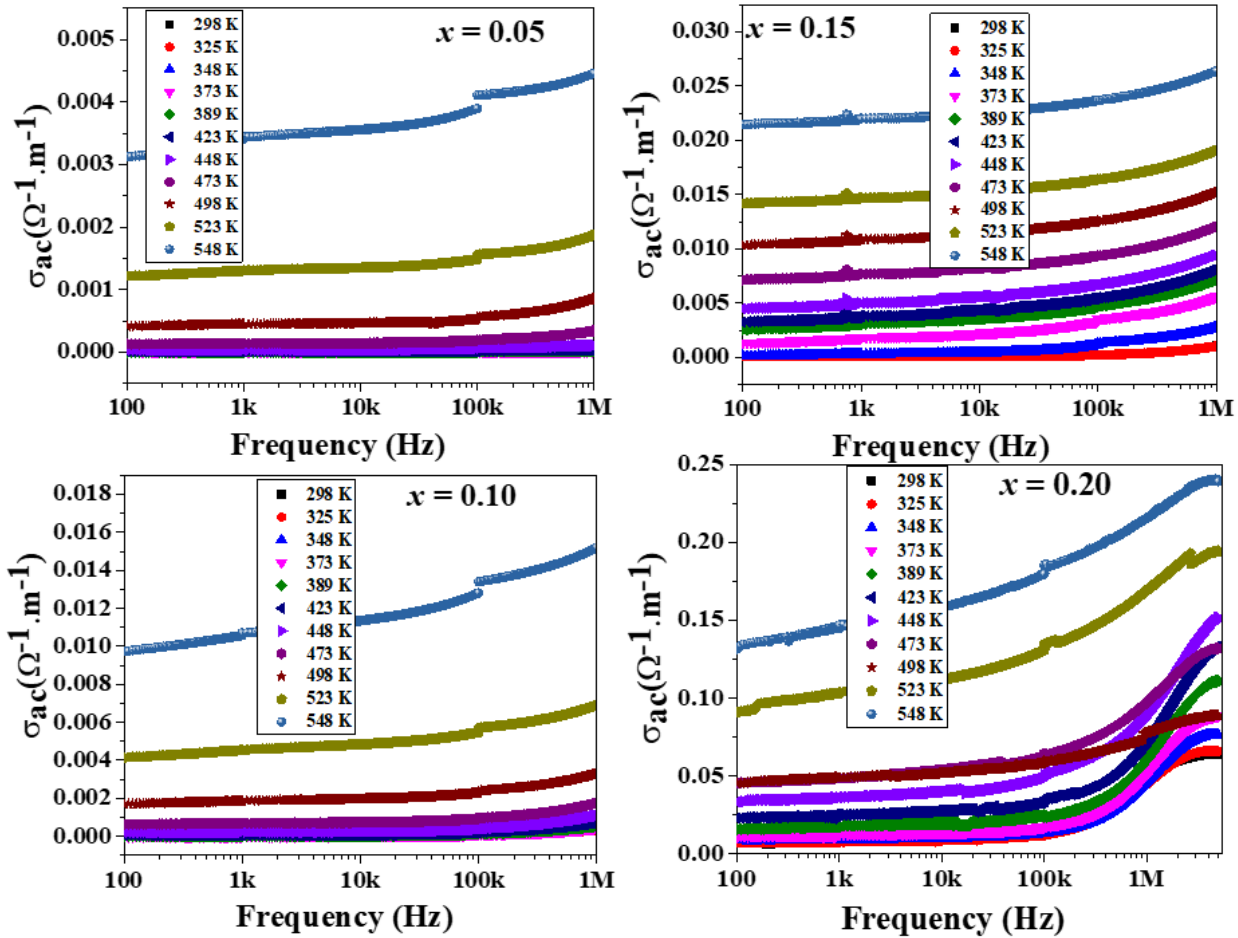 x = 0.05
298 K
325 K
348 K
373 K
389 K
423 K
448 K
473 K
498 K
523 K
548 K
0.005
0.004
0.003
0.002
0.001
0.000
σac(Ω-1.m-1)
100 1k 10k 100k 1M
Frequency (Hz)
x = 0.15
298 K
325 K
348 K
373 K
389 K
423 K
448 K
473 K
498 K
523 K
548 K
0.030
0.025
0.020
0.015
0.010
0.005
0.000
σac(Ω-1.m-1)
100 1k 10k 100k 1M
Frequency (Hz)
x = 0.10
298 K
325 K
348 K
373 K
389 K
423 K
448 K
473 K
498 K
523 K
548 K
0.018
0.016
0.014
0.012
0.010
0.008
0.006
0.004
0.002
0.000
σac(Ω-1.m-1)
100 1k 10k 100k 1M
Frequency (Hz)
x = 0.20
298 K
325 K
348 K
373 K
389 K
423 K
448 K
473 K
498 K
523 K
548 K
0.25
0.20
0.15
0.10
0.05
0.00
σac(Ω-1.m-1)
100 1k 10k 100k 1M
Frequency (Hz)